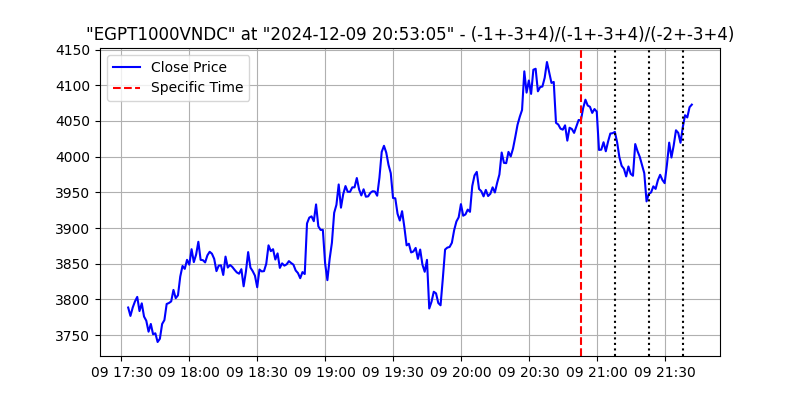 "EGPT1000VNDC" at "2024-12-09 20:53:05" - (-1+-3+4)/(-1+-3+4)/(-2+-3+4)
4150
4100
4050
4000
3950
3900
3850
3800
3750
Close Price
Specific Time
09 17:30 09 18:00 09 18:30 09 19:00 09 19:30 09 20:00 09 20:30 09 21:00 09 21:30